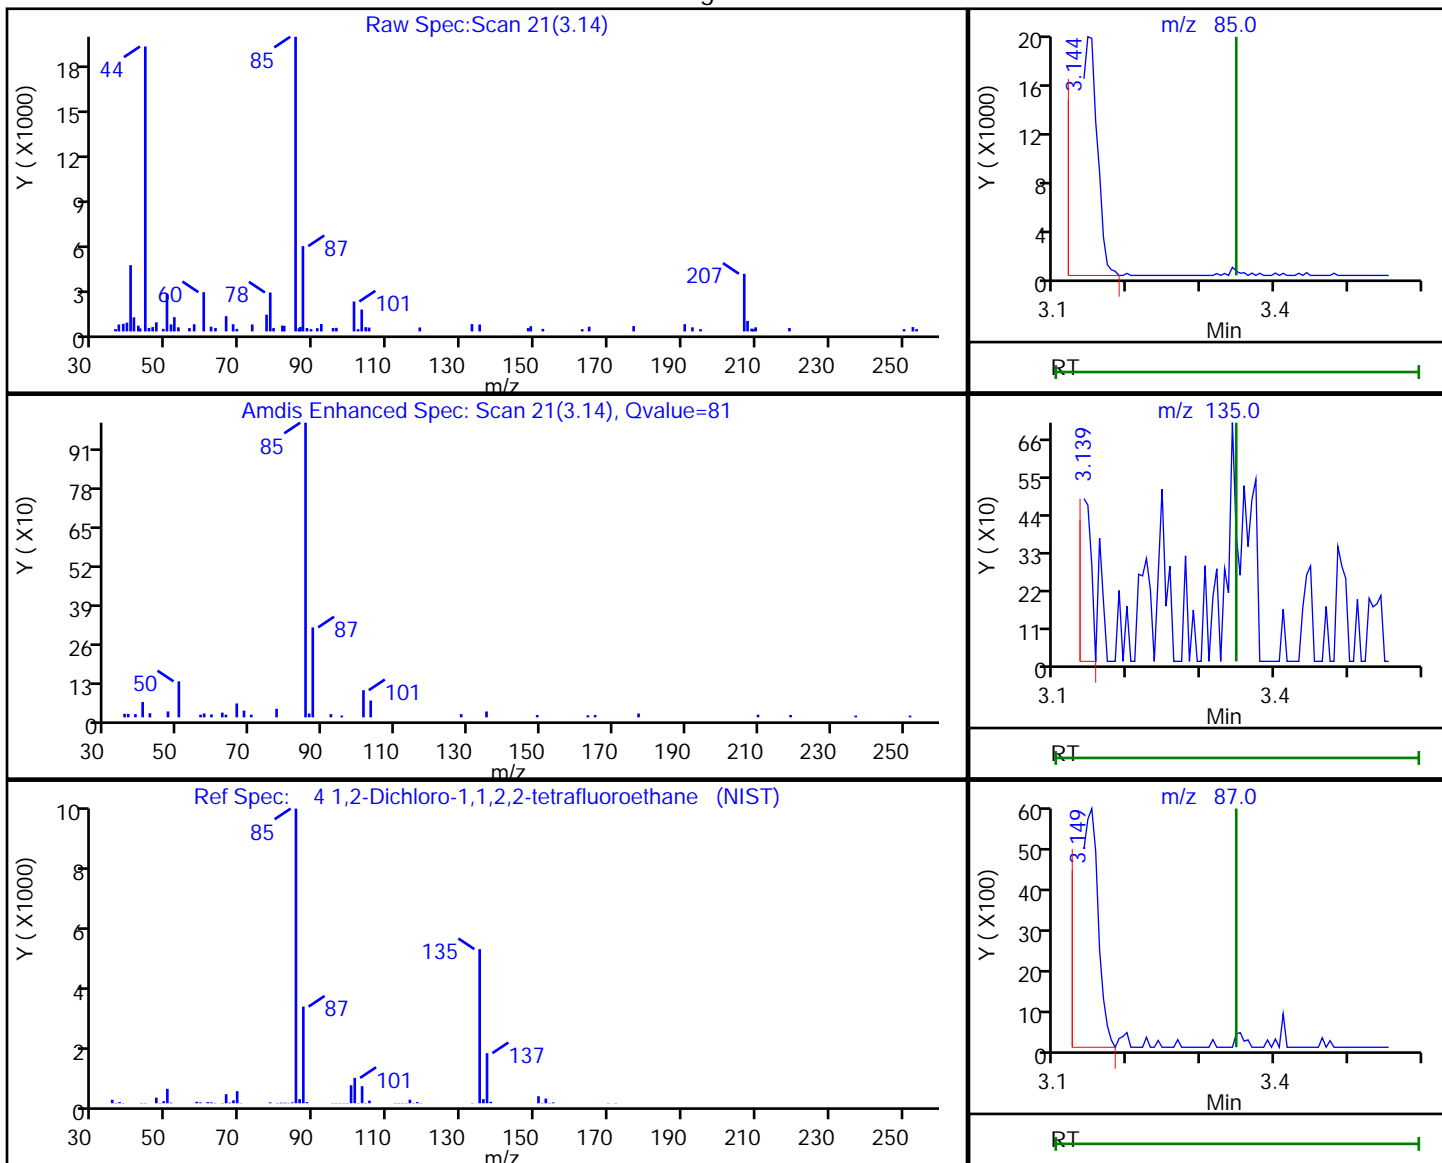 Raw Spec:Scan 21(3.14)
Y ( X1000)
18
15
12
9
6
3
0
44
85
87
60
78
101
207
30 50 70 90 110 130 150 170 190 210 230 250
m/z
m/z 85.0
Y ( X1000)
20
16
12
8
4
0
3.144
3.1 3.4
Min
RT
Amdis Enhanced Spec: Scan 21(3.14), Qvalue=81
Y ( X10)
91
78
65
52
39
26
13
0
85
87
50
101
30 50 70 90 110 130 150 170 190 210 230 250
m/z
m/z 135.0
Y ( X10)
66
55
44
33
22
11
0
3.139
3.1 3.4
Min
RT
Ref Spec: 4 1,2-Dichloro-1,1,2,2-tetrafluoroethane (NIST)
Y ( X1000)
10
8
6
4
2
0
85
135
87
137
101
30 50 70 90 110 130 150 170 190 210 230 250
m/z
m/z 87.0
Y ( X100)
60
50
40
30
20
10
0
3.149
3.1 3.4
Min
RT